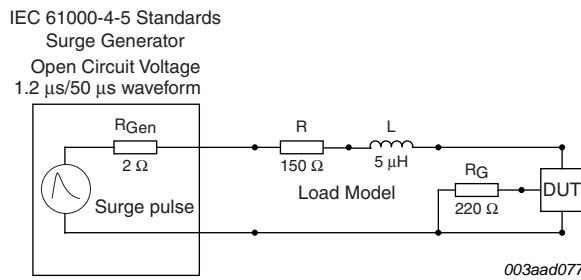 IEC 61000-4-5 Standards
Surge Generator
Open Circuit Voltage
1.2 μs/50 μs waveform
RGen
2 Ω
Surge pulse
R
150 Ω
L
5 μH
Load Model
RG
220 Ω
DUT
003aad077